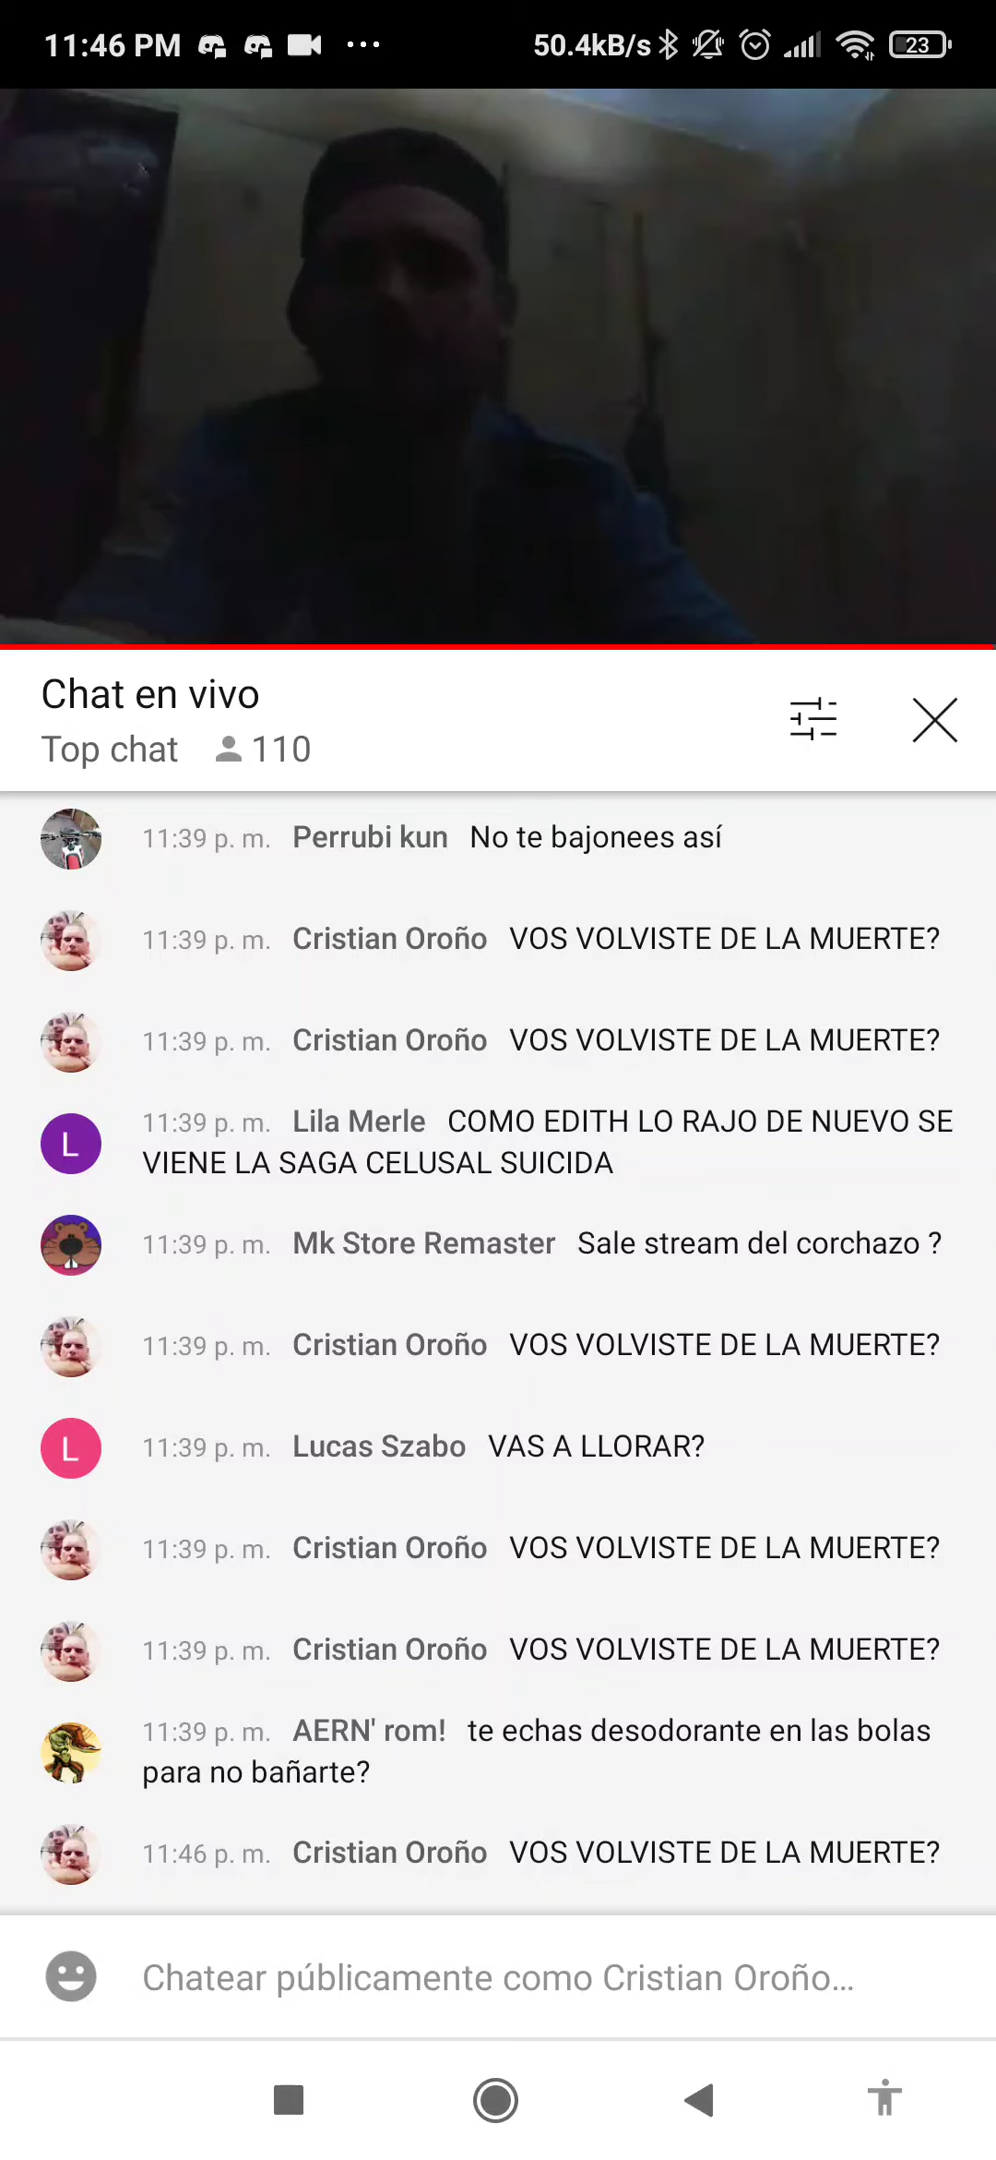 11:46 PM 50.4kB/s 23
Chat en vivo
Top chat 110
11:39 p. m. Perrubi kun No te bajonees así
11:39 p. m. Cristian Oroño VOS VOLVISTE DE LA MUERTE?
11:39 p. m. Cristian Oroño VOS VOLVISTE DE LA MUERTE?
L
11:39 p. m. Lila Merle COMO EDITH LO RAJO DE NUEVO SE
VIENE LA SAGA CELUSAL SUICIDA
11:39 p. m. Mk Store Remaster Sale stream del corchazo ?
11:39 p. m. Cristian Oroño VOS VOLVISTE DE LA MUERTE?
L 11:39 p. m. Lucas Szabo VAS A LLORAR?
11:39 p. m. Cristian Oroño VOS VOLVISTE DE LA MUERTE?
11:39 p. m. Cristian Oroño VOS VOLVISTE DE LA MUERTE?
11:39 p. m. AERN' rom! te echas desodorante en las bolas
para no bañarte?
11:46 p. m. Cristian Oroño VOS VOLVISTE DE LA MUERTE?
Chatear públicamente como Cristian Oroño...